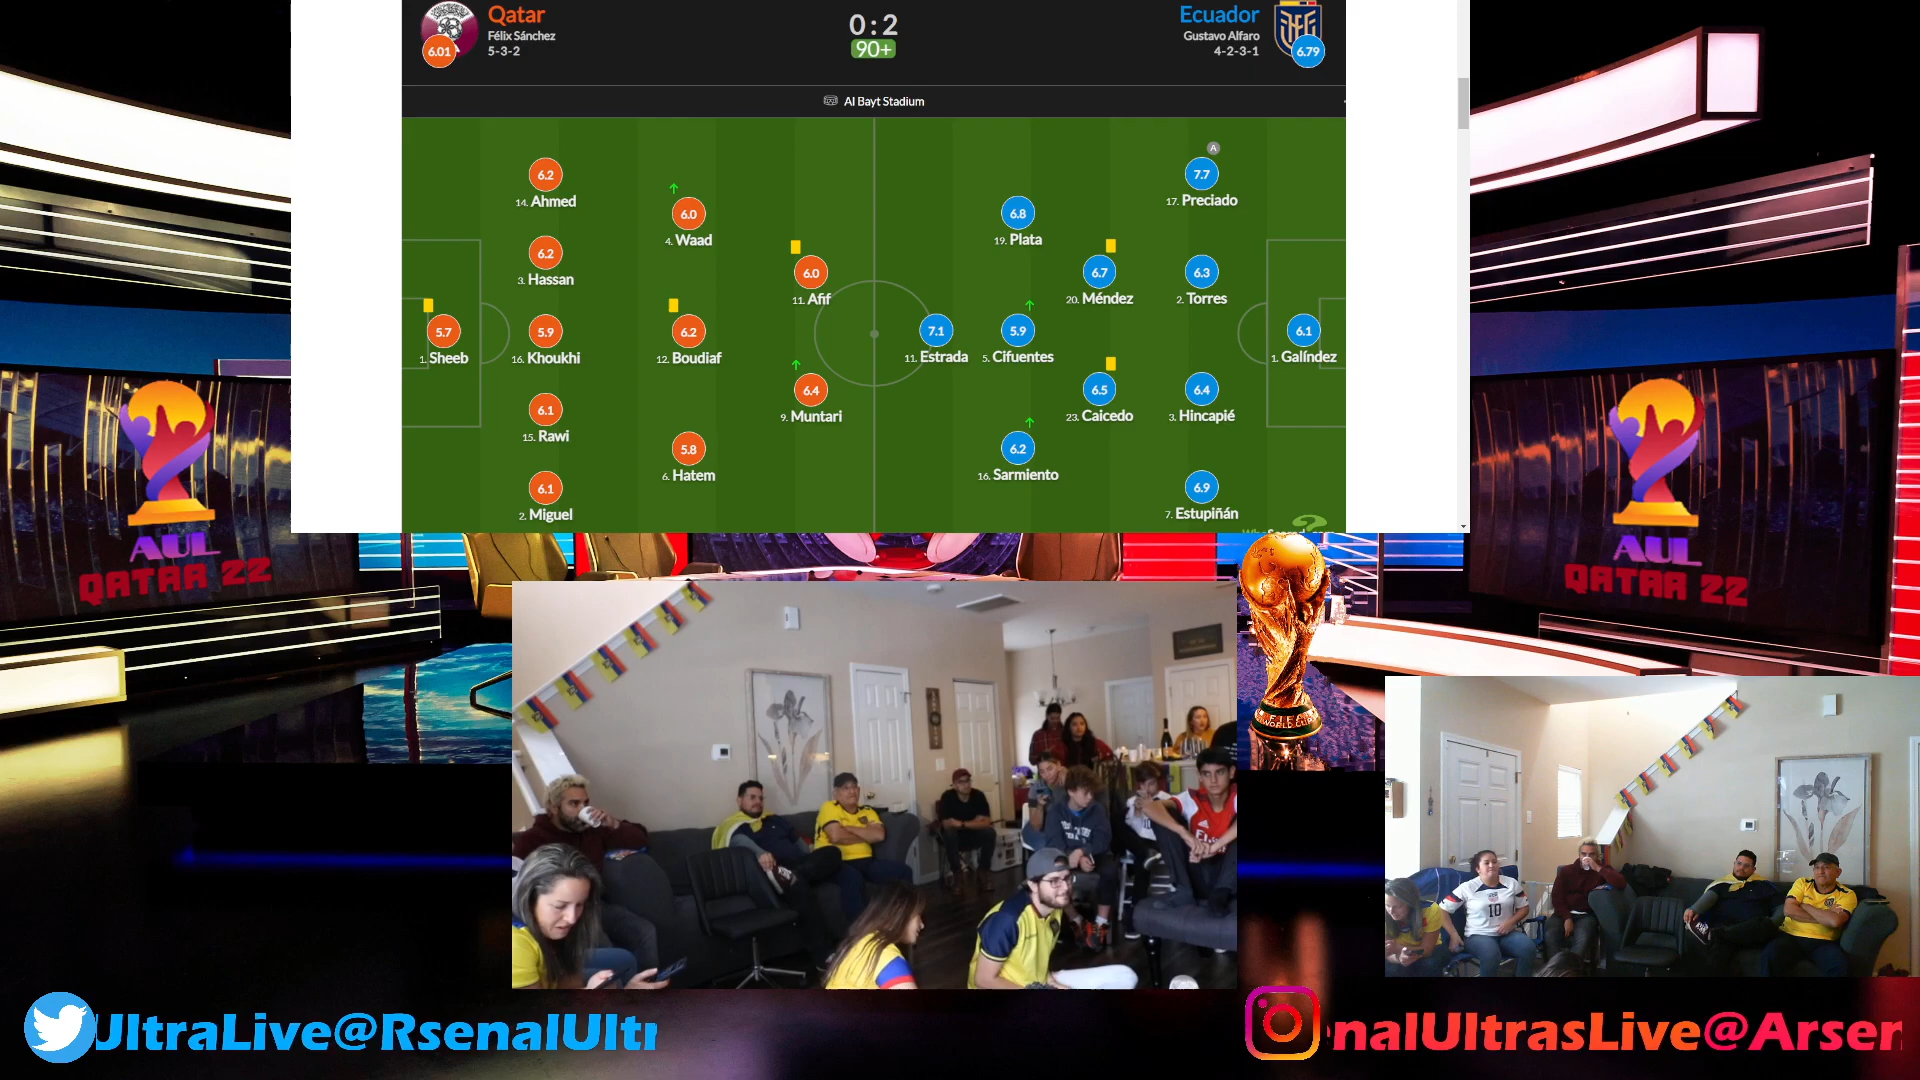 Qatar
Félix Sánchez
5-3-2
6.01
0:2
90+
Ecuador
Gustavo Alfaro
4-2-3-1
6.79
Al Bayt Stadium
6.2
14. Ahmed
6.2
3. Hassan
5.7
1. Sheeb
5.9
16. Khoukhi
6.1
15. Rawi
6.1
2. Miguel
6.0
4. Waad
6.2
12. Boudiaf
5.8
6. Hatem
6.0
11. Afif
6.4
9. Muntari
7.1
11. Estrada
6.8
19. Plata
5.9
5. Cifuentes
6.2
16. Sarmiento
6.7
20. Méndez
6.5
23. Caicedo
A
7.7
17. Preciado
6.3
2. Torres
6.4
3. Hincapié
6.9
7. Estupiñán
6.1
1. Galíndez
AUL
QATAR 22
AUL
QATAR 22
FIFA
WORLD CUP
10
UltraLive@RsenalUltr
nalUltrasLive@Arsen